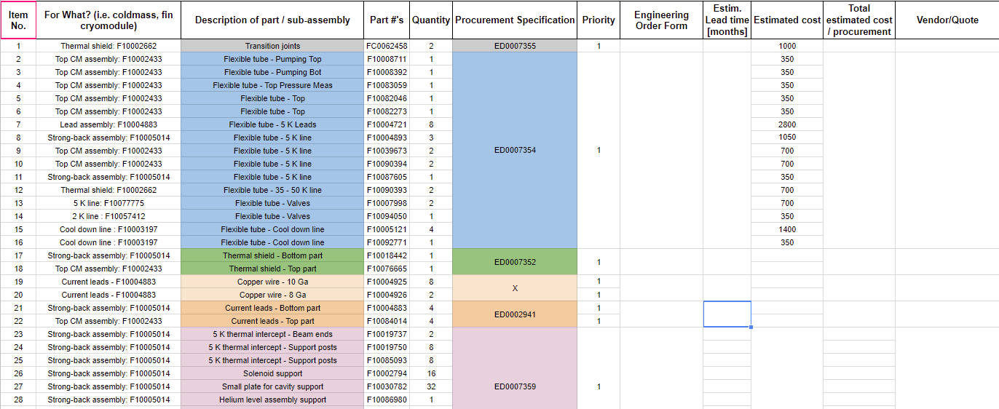 Item No. For What? (i.e. coldmass, fin cryomodule) Description of part / sub-assembly Part #'s Quantity Procurement Specification Priority Engineering Order Form Estim. Lead time [months] Estimated cost Total estimated cost / procurement Vendor/Quote
1 Thermal shield: F10002662 Transition joints FC0062458 2 ED0007355 1 1000
2 Top CM assembly: F10002433 Flexible tube - Pumping Top F10008711 1 350
3 Top CM assembly: F10002433 Flexible tube - Pumping Bot F10008392 1 350
4 Top CM assembly: F10002433 Flexible tube - Top Pressure Meas F10083059 1 350
5 Top CM assembly: F10002433 Flexible tube - Top F10082046 1 350
6 Top CM assembly: F10002433 Flexible tube - Top F10082273 1 350
7 Lead assembly: F10004883 Flexible tube - 5 K Leads F10004721 8 2800
8 Strong-back assembly: F10005014 Flexible tube - 5 K line F10004893 3 1050
9 Top CM assembly: F10002433 Flexible tube - 5 K line F10039673 2 ED0007354 1 700
10 Top CM assembly: F10002433 Flexible tube - 5 K line F10090394 2 700
11 Strong-back assembly: F10005014 Flexible tube - 5 K line F10087605 1 350
12 Thermal shield: F10002662 Flexible tube - 35 - 50 K line F10090393 2 700
13 5 K line: F10077775 Flexible tube - Valves F10007998 2 700
14 2 K line : F10057412 Flexible tube - Valves F10094050 1 350
15 Cool down line : F10003197 Flexible tube - Cool down line F10005121 4 1400
16 Cool down line : F10003197 Flexible tube - Cool down line F10092771 1 350
17 Strong-back assembly: F10005014 Thermal shield - Bottom part F10018442 1 ED0007352 1
18 Top CM assembly: F10002433 Thermal shield - Top part F10076665 1
19 Current leads - F10004883 Copper wire - 10 Ga F10004925 8 X 1
20 Current leads - F10004883 Copper wire - 8 Ga F10004926 2 1
21 Strong-back assembly: F10005014 Current leads - Bottom part F10004883 4 ED0002941 1
22 Top CM assembly: F10002433 Current leads - Top part F10084014 4 1
23 Strong-back assembly: F10005014 5 K thermal intercept - Beam ends F10019737 2
24 Strong-back assembly: F10005014 5 K thermal intercept - Support posts F10019750 8
25 Strong-back assembly: F10005014 5 K thermal intercept - Support posts F10085093 8
26 Strong-back assembly: F10005014 Solenoid support F10002794 16
27 Strong-back assembly: F10005014 Small plate for cavity support F10030782 32 ED0007359 1
28 Strong-back assembly: F10005014 Helium level assembly support F10086980 1